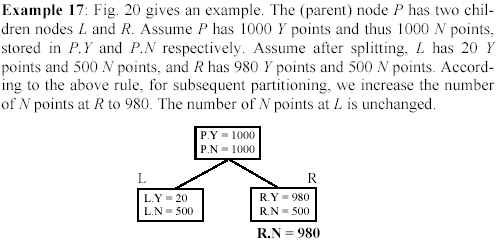 Example 17: Fig. 20 gives an example. The (parent) node P has two chil-
dren nodes L and R. Assume P has 1000 Y points and thus 1000 N points,
stored in P.Y and P.N respectively. Assume after splitting, L has 20 Y
points and 500 N points, and R has 980 Y points and 500 N points. Accord-
ing to the above rule, for subsequent partitioning, we increase the number
of N points at R to 980. The number of N points at L is unchanged.
P.Y = 1000
P.N = 1000
L
R
L.Y = 20
L.N = 500
R.Y = 980
R.N = 500
R.N = 980